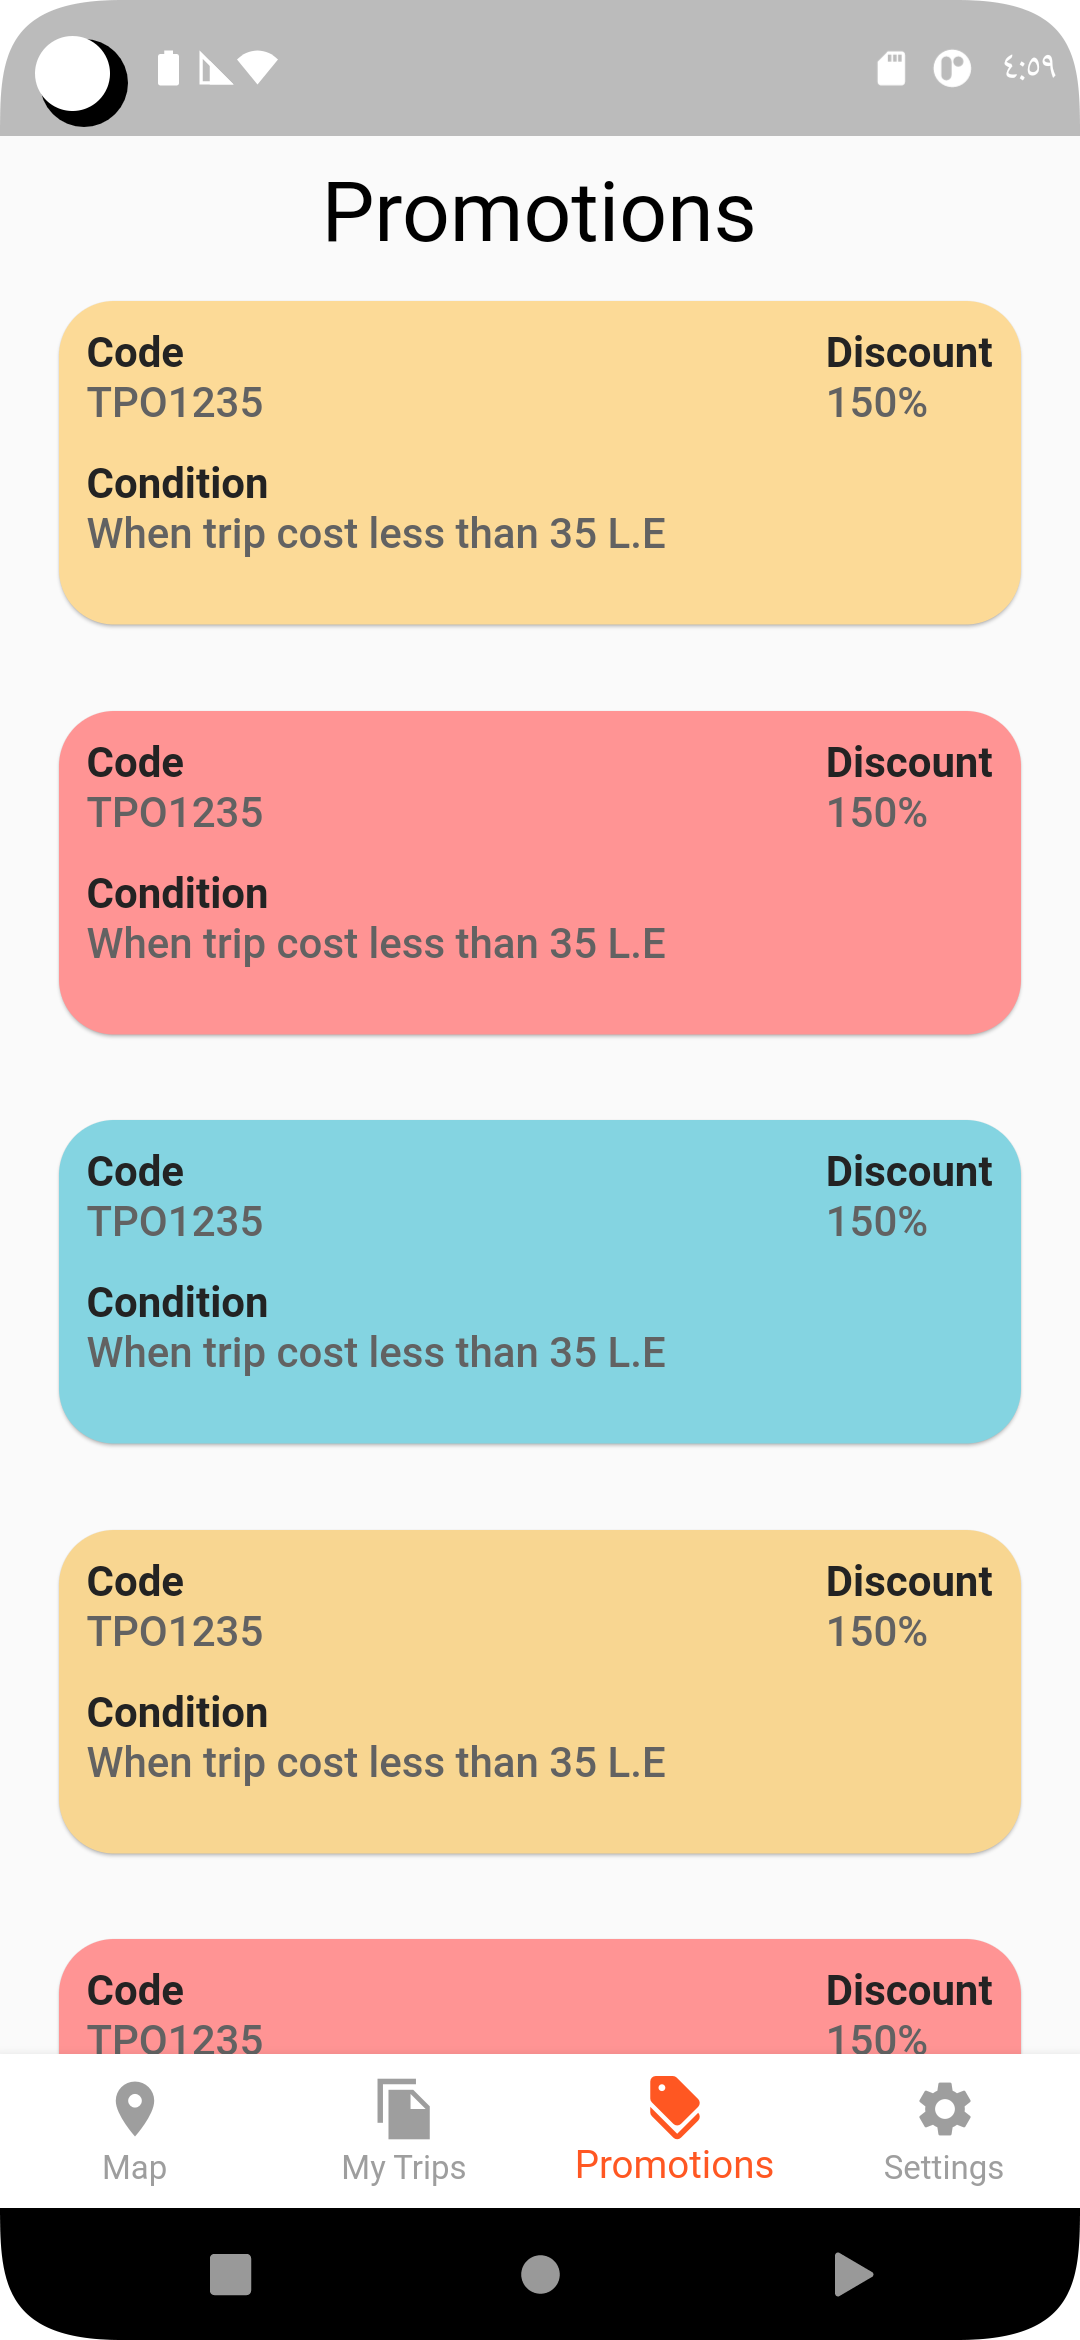 ٤:٥٩
Promotions
Code Discount
TPO1235 150%
Condition
When trip cost less than 35 L.E
Code Discount
TPO1235 150%
Condition
When trip cost less than 35 L.E
Code Discount
TPO1235 150%
Condition
When trip cost less than 35 L.E
Code Discount
TPO1235 150%
Condition
When trip cost less than 35 L.E
Code Discount
TPO1235 150%
Map My Trips Promotions Settings